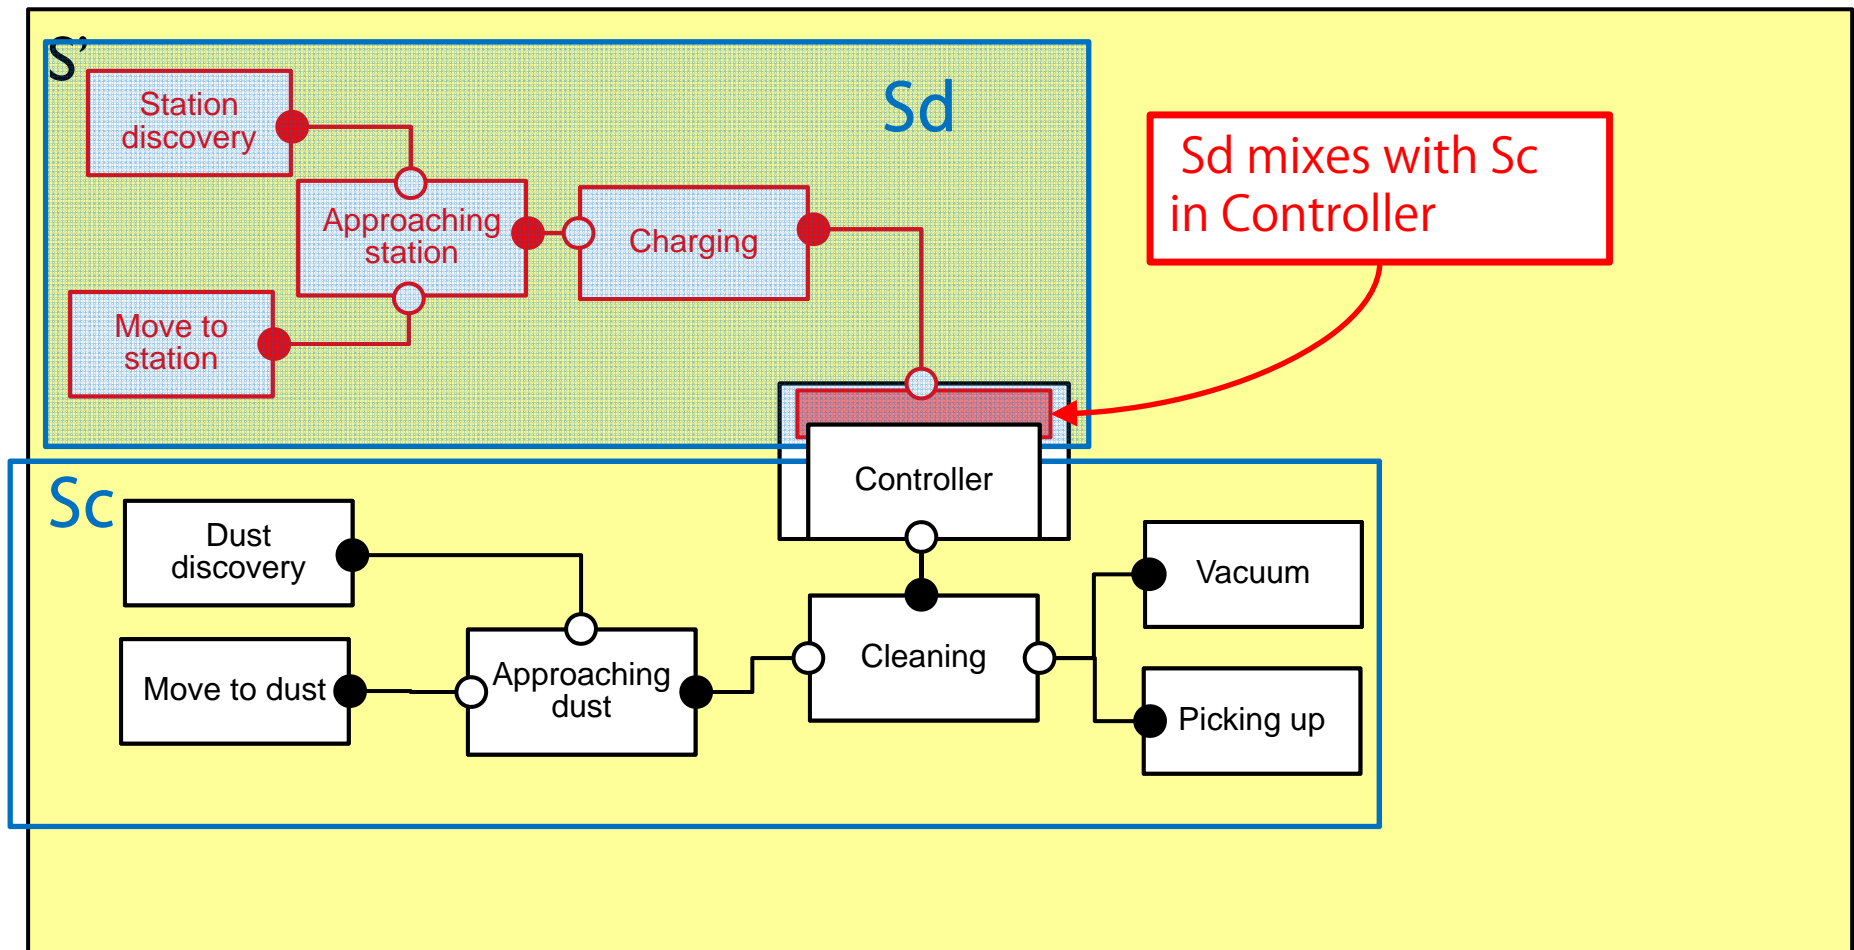 S’
Sd
Station
discovery
Approaching
station
Charging
Move to
station
Sd mixes with Sc
in Controller
Sc
Controller
Dust
discovery
Vacuum
Move to dust
Approaching
dust
Cleaning
Picking up